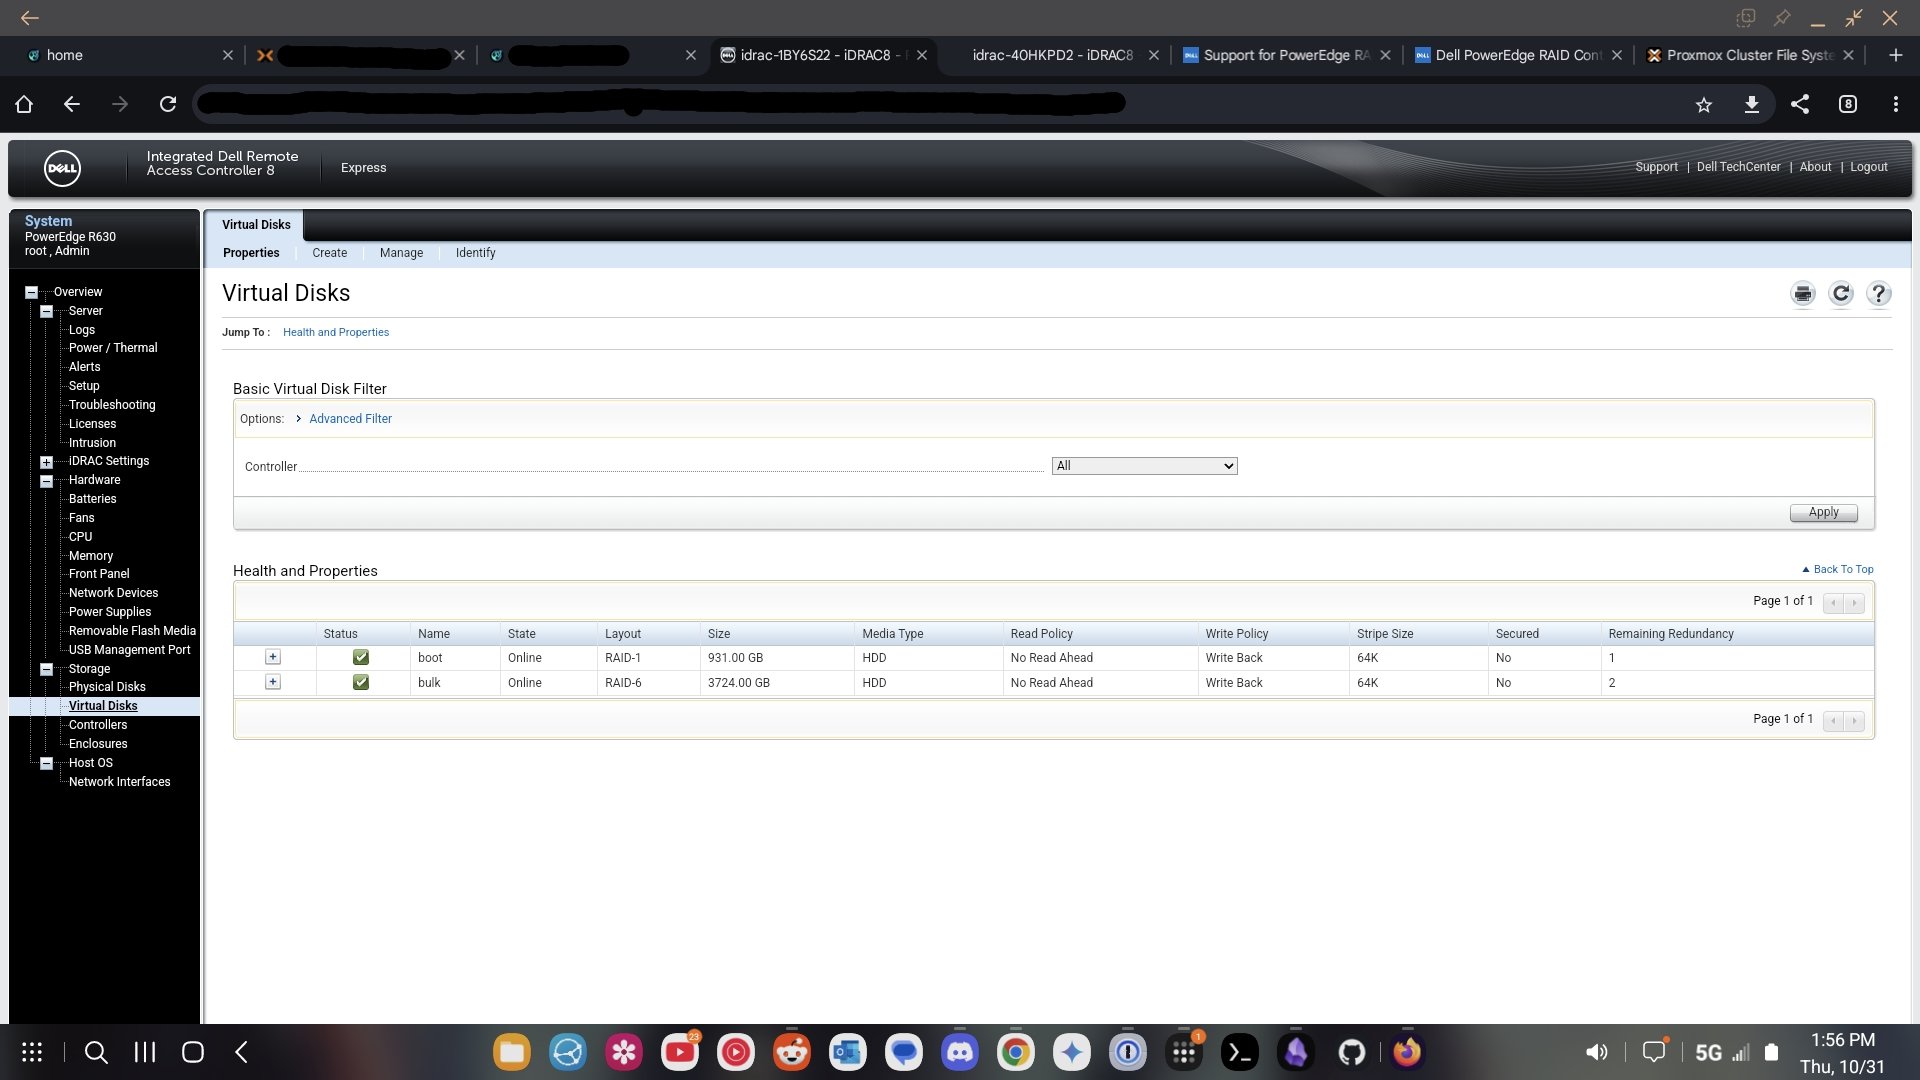 home
idrac-1BY6S22 - iDRAC8 -
idrac-40HKPD2 - iDRAC8
Support for PowerEdge RA
Dell PowerEdge RAID Cont
Proxmox Cluster File Syste
8
DELL
Integrated Dell Remote
Access Controller 8
Express
Support | Dell TechCenter | About | Logout
System
PowerEdge R630
root , Admin
Overview
Server
Logs
Power / Thermal
Alerts
Setup
Troubleshooting
Licenses
Intrusion
iDRAC Settings
Hardware
Batteries
Fans
CPU
Memory
Front Panel
Network Devices
Power Supplies
Removable Flash Media
USB Management Port
Storage
Physical Disks
Virtual Disks
Controllers
Enclosures
Host OS
Network Interfaces
Virtual Disks
Properties Create Manage Identify
Virtual Disks
Jump To : Health and Properties
Basic Virtual Disk Filter
Options: Advanced Filter
Controller All
Apply
Health and Properties
Back To Top
Page 1 of 1
Status Name State Layout Size Media Type Read Policy Write Policy Stripe Size Secured Remaining Redundancy
boot Online RAID-1 931.00 GB HDD No Read Ahead Write Back 64K No 1
bulk Online RAID-6 3724.00 GB HDD No Read Ahead Write Back 64K No 2
Page 1 of 1
23
1
5G
1:56 PM
Thu, 10/31